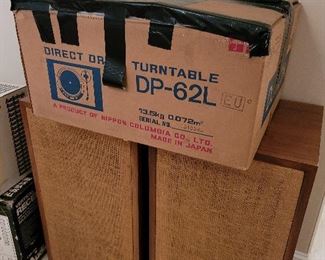 DIRECT DR
TURNTABLE
DP-62L
EU
13.5kg 0.072m³
SERIAL NO.
A PRODUCT OF NIPPON COLUMBIA CO., LTD.
MADE IN JAPAN